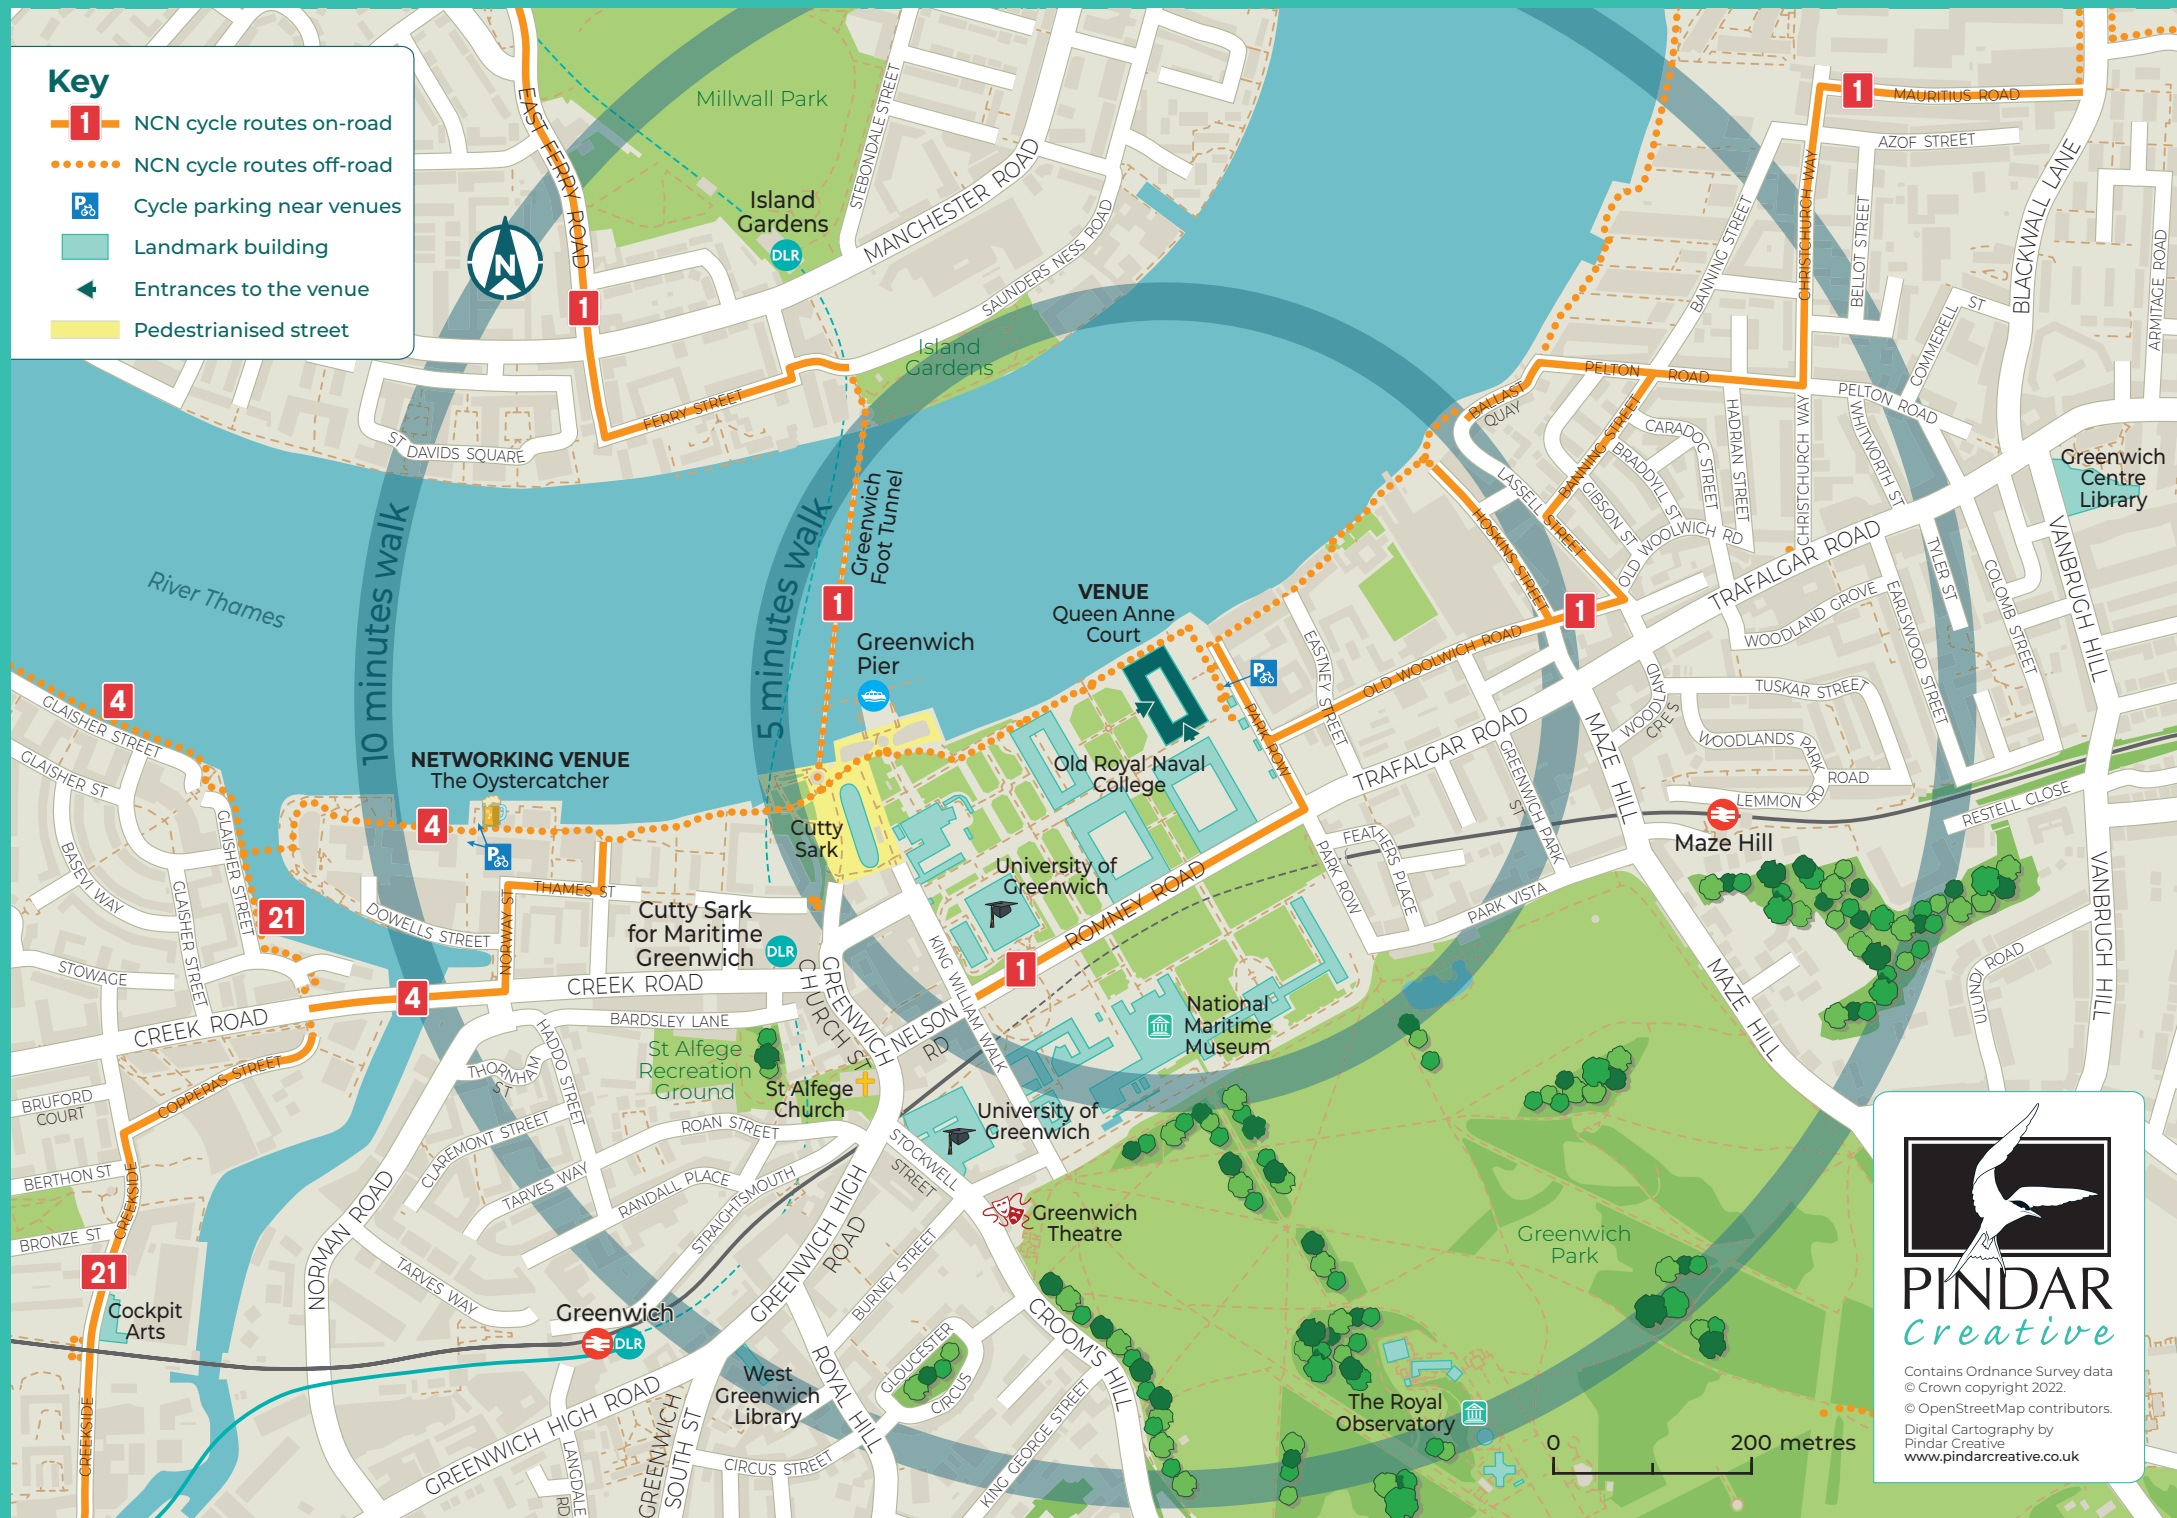 Key
1
NCN cycle routes on-road
NCN cycle routes off-road
P
Cycle parking near venues
Landmark building
Entrances to the venue
Pedestrianised street
N
EAST FERRY ROAD
1
Millwall Park
STEBONDALE STREET
Island
Gardens
DLR
MANCHESTER ROAD
SAUNDERS NESS ROAD
Island
Gardens
FERRY STREET
ST DAVIDS SQUARE
10 minutes walk
5 minutes walk
River Thames
Greenwich
Foot Tunnel
1
Greenwich
Pier
VENUE
Queen Anne
Court
P
1
MAURITIUS ROAD
AZOF STREET
CHRISTCHURCH WAY
BELLOT STREET
BANNING STREET
BLACKWALL LANE
ARMITAGE ROAD
COMMERELL
ST
PELTON
ROAD
PELTON ROAD
BALLAST
QUAY
BANNING STREET
CARADOC STREET
HADRIAN STREET
CHRISTCHURCH WAY
WHITWORTH ST
BRADDYLL ST
GIBSON ST
LASSELL STREET
HOSKINS STREET
OLD WOOLWICH RD
Greenwich
Centre
Library
TRAFALGAR ROAD
VANBRUGH HILL
TYLER ST
COLOMB STREET
EARLSWOOD STREET
WOODLAND GROVE
1
OLD WOOLWICH ROAD
EASTNEY STREET
PARK ROW
TRAFALGAR ROAD
MAZE HILL
WOODLAND
CRES
TUSKAR STREET
WOODLANDS PARK
ROAD
LEMMON RD
RESTELL CLOSE
Maze Hill
GREENWICH PARK
ST
FEATHERS PLACE
PARK ROW
PARK VISTA
VANBRUGH HILL
ULUNDI ROAD
MAZE HILL
4
GLAISHER STREET
GLAISHER ST
BASEVI WAY
GLAISHER STREET
GLAISHER STREET
21
STOWAGE
NETWORKING VENUE
The Oystercatcher
4
P
THAMES ST
NORWAY ST
DOWELLS STREET
4
CREEK ROAD
CREEK ROAD
Cutty Sark
for Maritime
Greenwich
DLR
Cutty
Sark
Old Royal Naval
College
University of
Greenwich
ROMNEY ROAD
1
KING WILLIAM WALK
GREENWICH
CHURCH ST
NELSON
RD
National
Maritime
Museum
BARDSLEY LANE
HADDO STREET
THORNHAM
ST
St Alfege
Recreation
Ground
St Alfege
Church
University of
Greenwich
COPPERAS STREET
BRUFORD
COURT
BERTHON ST
CREEKSIDE
BRONZE ST
21
Cockpit
Arts
CREEKSIDE
NORMAN ROAD
CLAREMONT STREET
TARVES WAY
ROAN STREET
RANDALL PLACE
STRAIGHTSMOUTH
TARVES WAY
STOCKWELL
STREET
Greenwich
Theatre
GREENWICH HIGH
ROAD
BURNEY STREET
Greenwich
DLR
GREENWICH HIGH ROAD
West
Greenwich
Library
ROYAL HILL
GLOUCESTER
CIRCUS
CROOM'S HILL
KING GEORGE STREET
CIRCUS STREET
GREENWICH
SOUTH ST
LANGDALE
RD
Greenwich
Park
The Royal
Observatory
0
200 metres
PINDAR
Creative
Contains Ordnance Survey data
© Crown copyright 2022.
© OpenStreetMap contributors.
Digital Cartography by
Pindar Creative
www.pindarcreative.co.uk